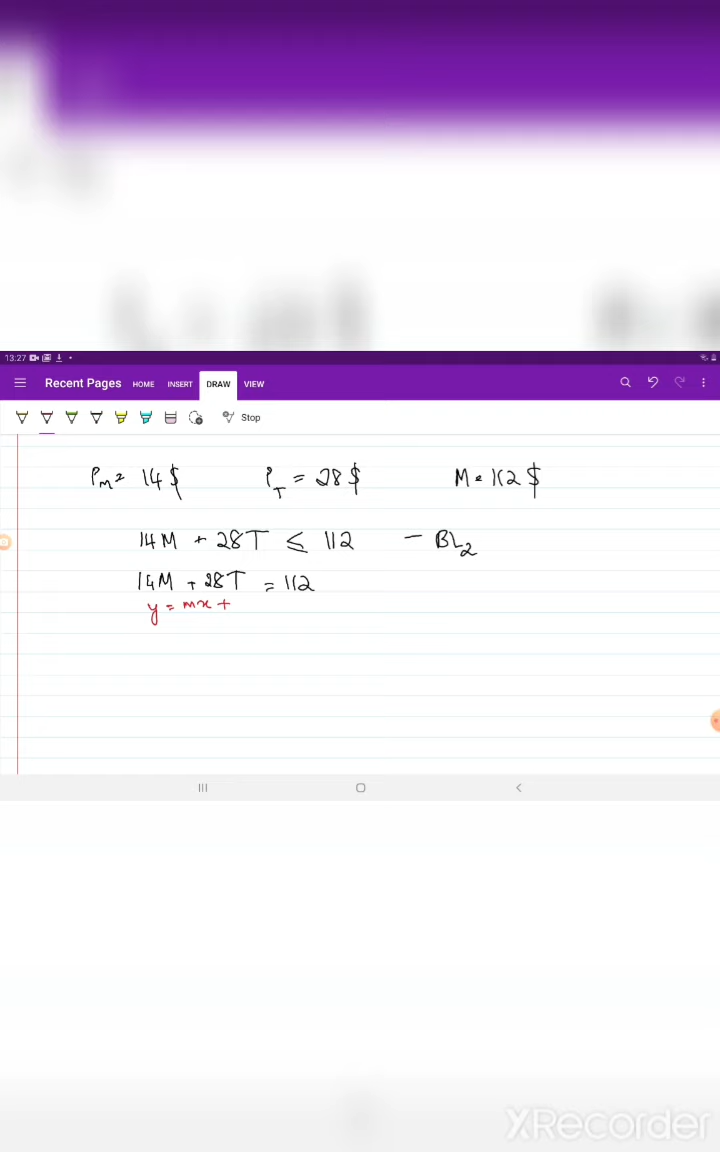 13:27
Recent Pages HOME INSERT DRAW VIEW
Stop
P_M = 14 $ P_T = 28 $ M = 112 $
14M + 28T ≤ 112 - BL_2
14M + 28T = 112
y = mx +
XRecorder